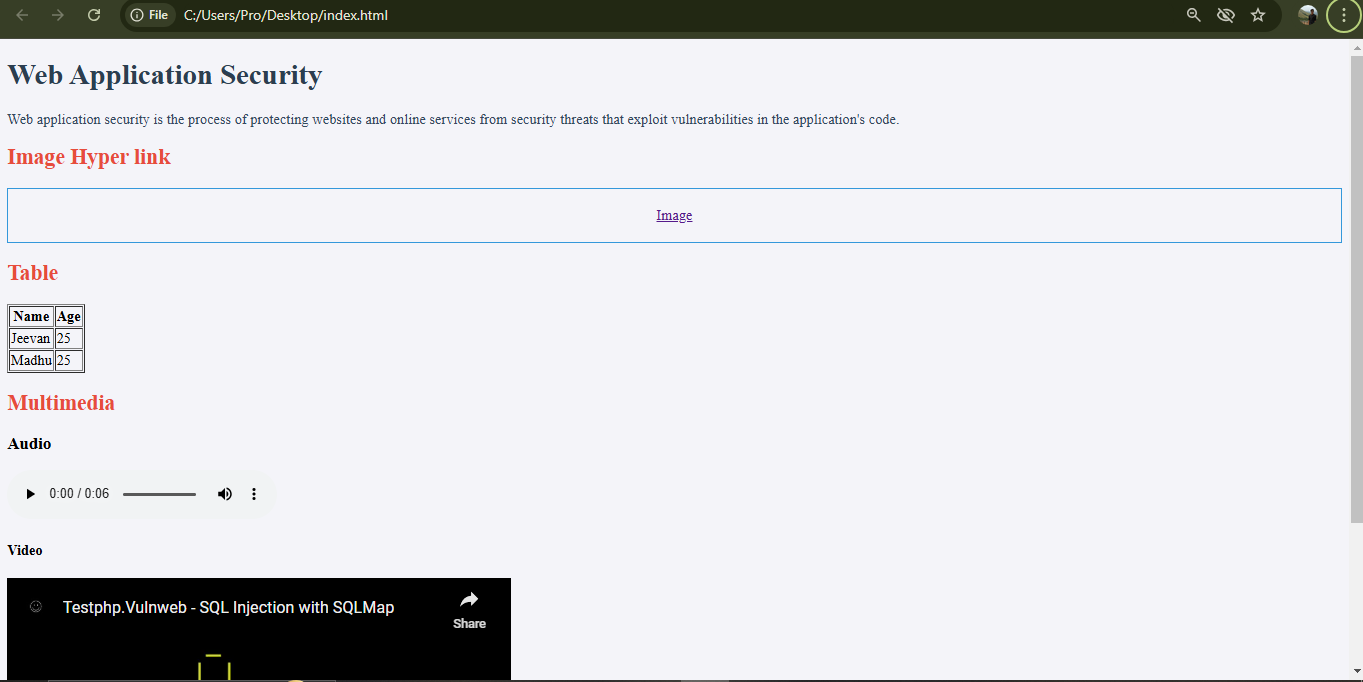 File C:/Users/Pro/Desktop/index.html
Web Application Security
Web application security is the process of protecting websites and online services from security threats that exploit vulnerabilities in the application's code.
Image Hyper link
Image
Table
Name Age
Jeevan 25
Madhu 25
Multimedia
Audio
0:00 / 0:06
Video
Testphp.Vulnweb - SQL Injection with SQLMap
Share